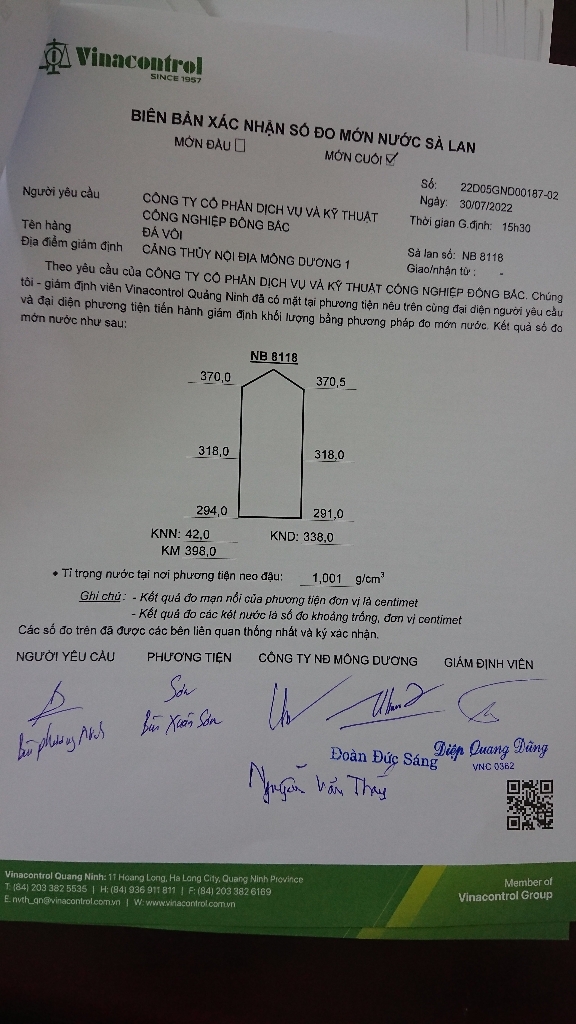 Vinacontrol
SINCE 1957
BIÊN BẢN XÁC NHẬN SỐ ĐO MỚN NƯỚC SÀ LAN
MỚN ĐẦU ☐ MỚN CUỐI ☑
Số: 22D05GND00187-02
Ngày: 30/07/2022
Thời gian G.định: 15h30
Người yêu cầu CÔNG TY CỔ PHẦN DỊCH VỤ VÀ KỸ THUẬT
CÔNG NGHIỆP ĐÔNG BẮC
Tên hàng ĐÁ VÔI
Sà lan số: NB 8118
Địa điểm giám định CẢNG THỦY NỘI ĐỊA MÔNG DƯƠNG 1
Giao/nhận từ : -
Theo yêu cầu của CÔNG TY CỔ PHẦN DỊCH VỤ VÀ KỸ THUẬT CÔNG NGHIỆP ĐÔNG BẮC. Chúng
tôi - giám định viên Vinacontrol Quảng Ninh đã có mặt tại phương tiện nêu trên cùng đại diện người yêu cầu
và đại diện phương tiện tiến hành giám định khối lượng bằng phương pháp đo mớn nước. Kết quả số đo
mớn nước như sau:
NB 8118
370,0 370,5
318,0 318,0
294,0 291,0
KNN: 42,0 KND: 338,0
KM 398,0
• Tỉ trọng nước tại nơi phương tiện neo đậu: 1,001 g/cm³
Ghi chú: - Kết quả đo mạn nổi của phương tiện đơn vị là centimet
- Kết quả đo các két nước là số đo khoảng trống, đơn vị centimet
Các số đo trên đã được các bên liên quan thống nhất và ký xác nhận.
NGƯỜI YÊU CẦU PHƯƠNG TIỆN CÔNG TY NĐ MÔNG DƯƠNG GIÁM ĐỊNH VIÊN
Sơn
Bùi Phương Anh Bùi Xuân Sơn
Đoàn Đức Sáng Diệp Quang Dũng
VNC 0362
Nguyễn Văn
Vinacontrol Quang Ninh: 11 Hoang Long, Ha Long City, Quang Ninh Province
T: (84) 203 382 5535 | H: (84) 936 911 811 | F: (84) 203 382 6169
E: nvth_qn@vinacontrol.com.vn | W: www.vinacontrol.com.vn
Member of
Vinacontrol Group